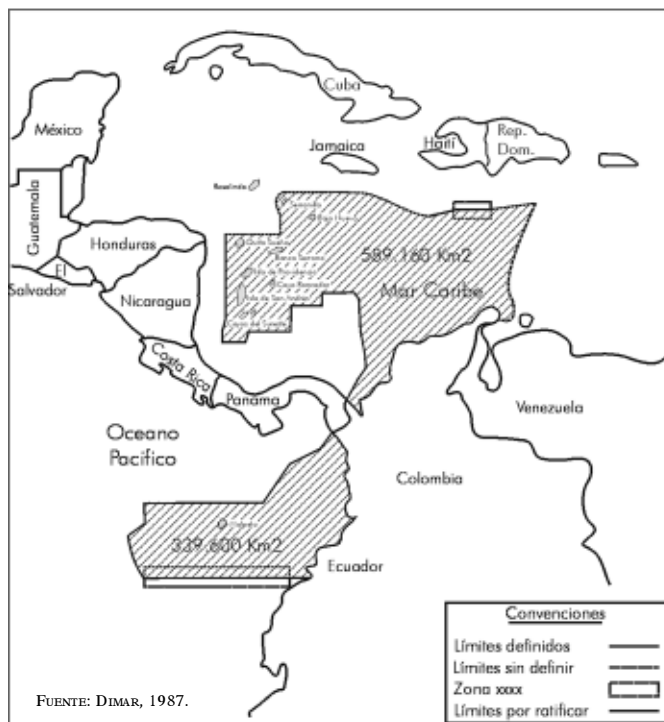 Cuba
México
Jamaica
Haití
Rep.
Dom.
Rosalinda
Guatemala
Honduras
El
Salvador
Nicaragua
589.160 Km2
Mar Caribe
Costa Rica
Panamá
Venezuela
Oceano
Pacífico
Colombia
339.600 Km2
Ecuador
Convenciones
Límites definidos
Límites sin definir
Zona xxxx
Límites por ratificar
FUENTE: DIMAR, 1987.